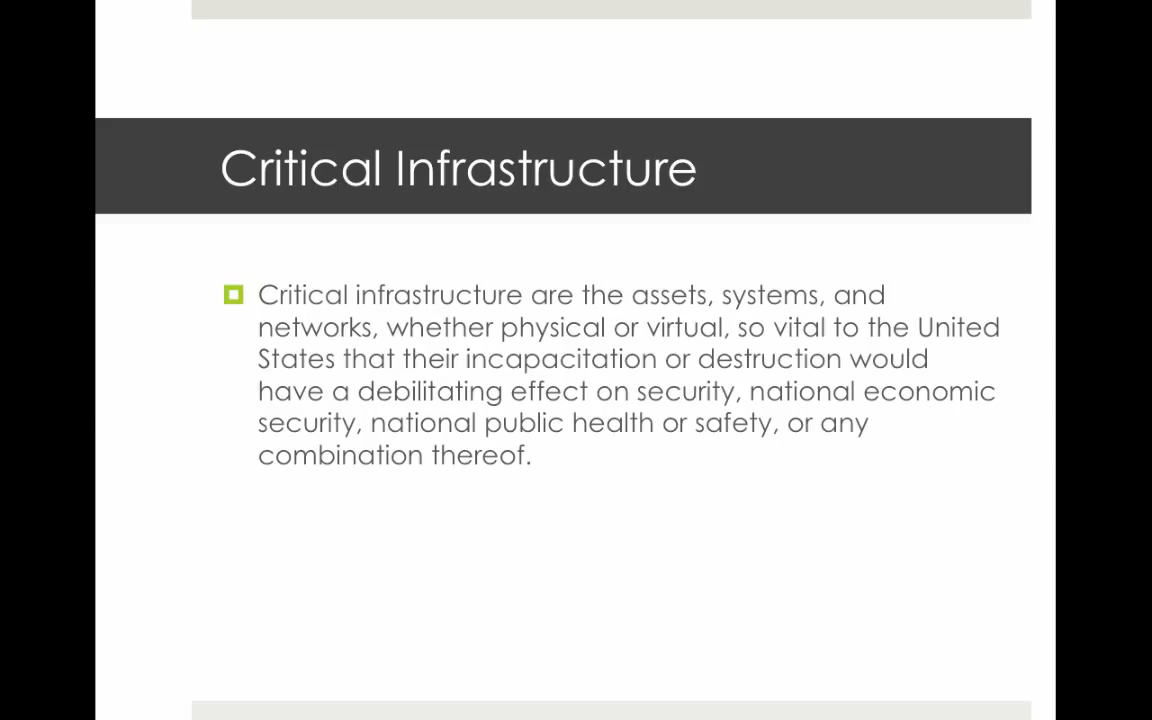 Critical Infrastructure
Critical infrastructure are the assets, systems, and
networks, whether physical or virtual, so vital to the United
States that their incapacitation or destruction would
have a debilitating effect on security, national economic
security, national public health or safety, or any
combination thereof.